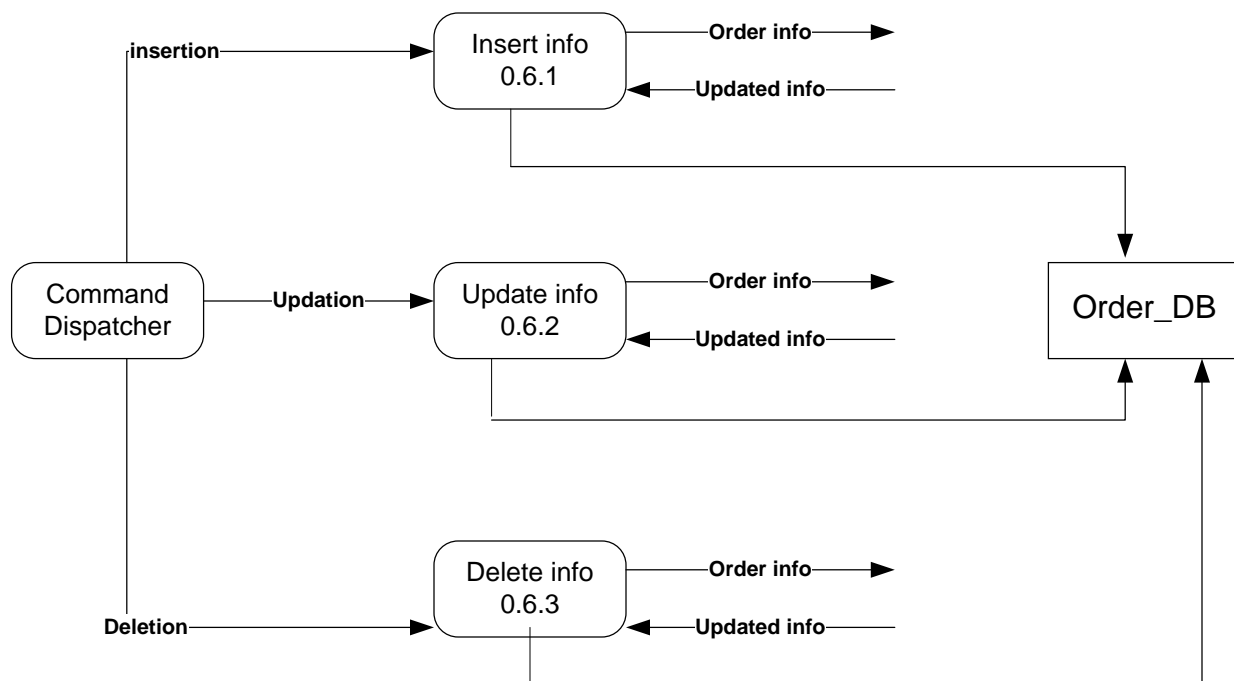 insertion
Insert info
0.6.1
Order info
Updated info
Command
Dispatcher
Updation
Update info
0.6.2
Order info
Updated info
Order_DB
Deletion
Delete info
0.6.3
Order info
Updated info